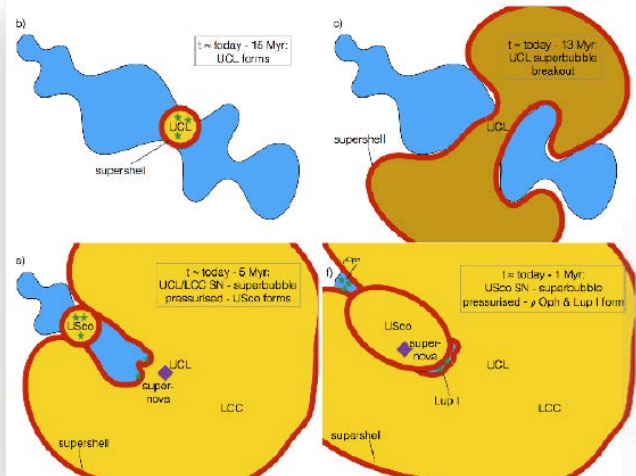 b)
t ≈ today - 15 Myr:
UCL forms
UCL
supershell
c)
t ≈ today - 13 Myr:
UCL superbubble
breakout
UCL
supershell
e)
t ≈ today - 5 Myr:
UCL/LCC SN - superbubble
pressurised - USco forms
USco
UCL
super-
nova
LCC
supershell
f)
ρ Oph
t ≈ today - 1 Myr:
USco SN - superbubble
pressurised - ρ Oph & Lup I form
USco
super-
nova
UCL
Lup I
LCC
supershell